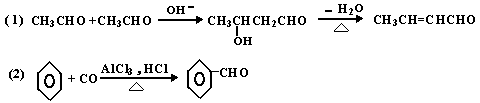 (1) CH₃CHO + CH₃CHO OH⁻ → CH₃CHCH₂CHO − H₂O → △ CH₃CH=CHCHO
OH
(2) + CO AlCl₃ , HCl → △ CHO